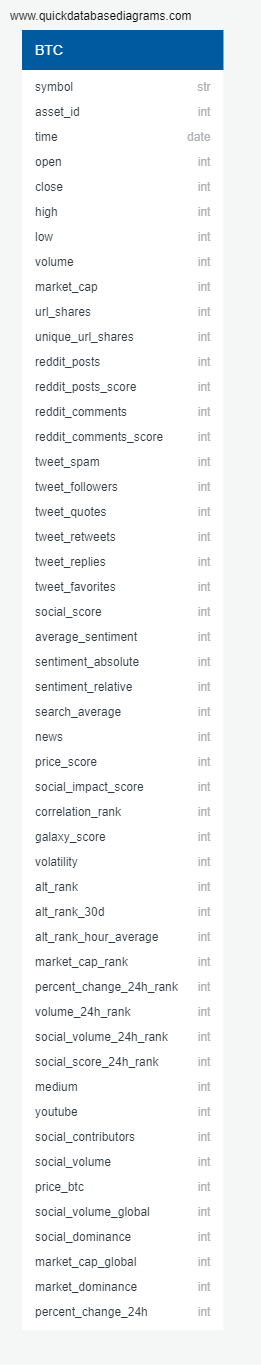 www.quickdatabasediagrams.com
BTC
symbol str
asset_id int
time date
open int
close int
high int
low int
volume int
market_cap int
url_shares int
unique_url_shares int
reddit_posts int
reddit_posts_score int
reddit_comments int
reddit_comments_score int
tweet_spam int
tweet_followers int
tweet_quotes int
tweet_retweets int
tweet_replies int
tweet_favorites int
social_score int
average_sentiment int
sentiment_absolute int
sentiment_relative int
search_average int
news int
price_score int
social_impact_score int
correlation_rank int
galaxy_score int
volatility int
alt_rank int
alt_rank_30d int
alt_rank_hour_average int
market_cap_rank int
percent_change_24h_rank int
volume_24h_rank int
social_volume_24h_rank int
social_score_24h_rank int
medium int
youtube int
social_contributors int
social_volume int
price_btc int
social_volume_global int
social_dominance int
market_cap_global int
market_dominance int
percent_change_24h int